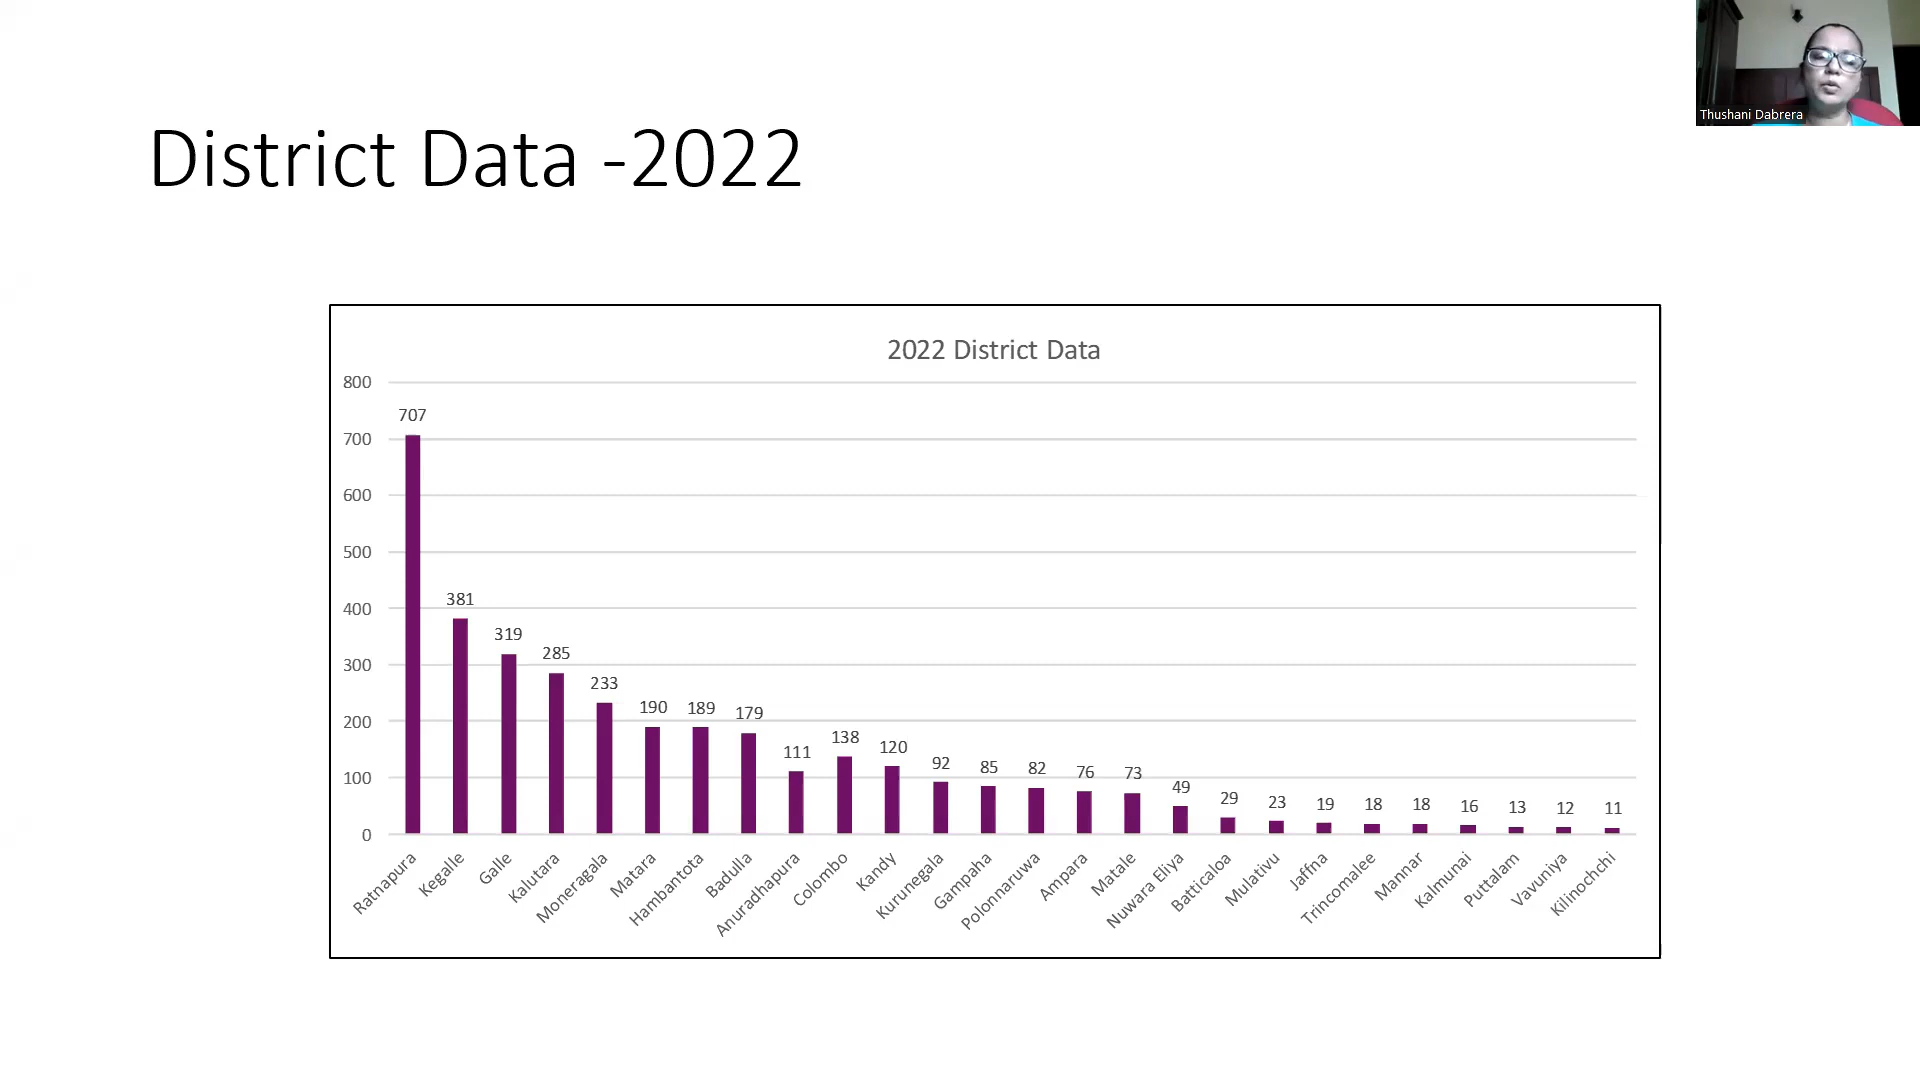 Thushani Dabrera
District Data -2022
2022 District Data
800
700
600
500
400
300
200
100
0
707
381
319
285
233
190
189
179
111
138
120
92
85
82
76
73
49
29
23
19
18
18
16
13
12
11
Ratnapura
Kegalle
Galle
Kalutara
Moneragala
Matara
Hambantota
Badulla
Anuradhapura
Colombo
Kandy
Kurunegala
Gampaha
Polonnaruwa
Ampara
Matale
Nuwara Eliya
Batticaloa
Mulativu
Jaffna
Trincomalee
Mannar
Kalmunai
Puttalam
Vavuniya
Kilinochchi